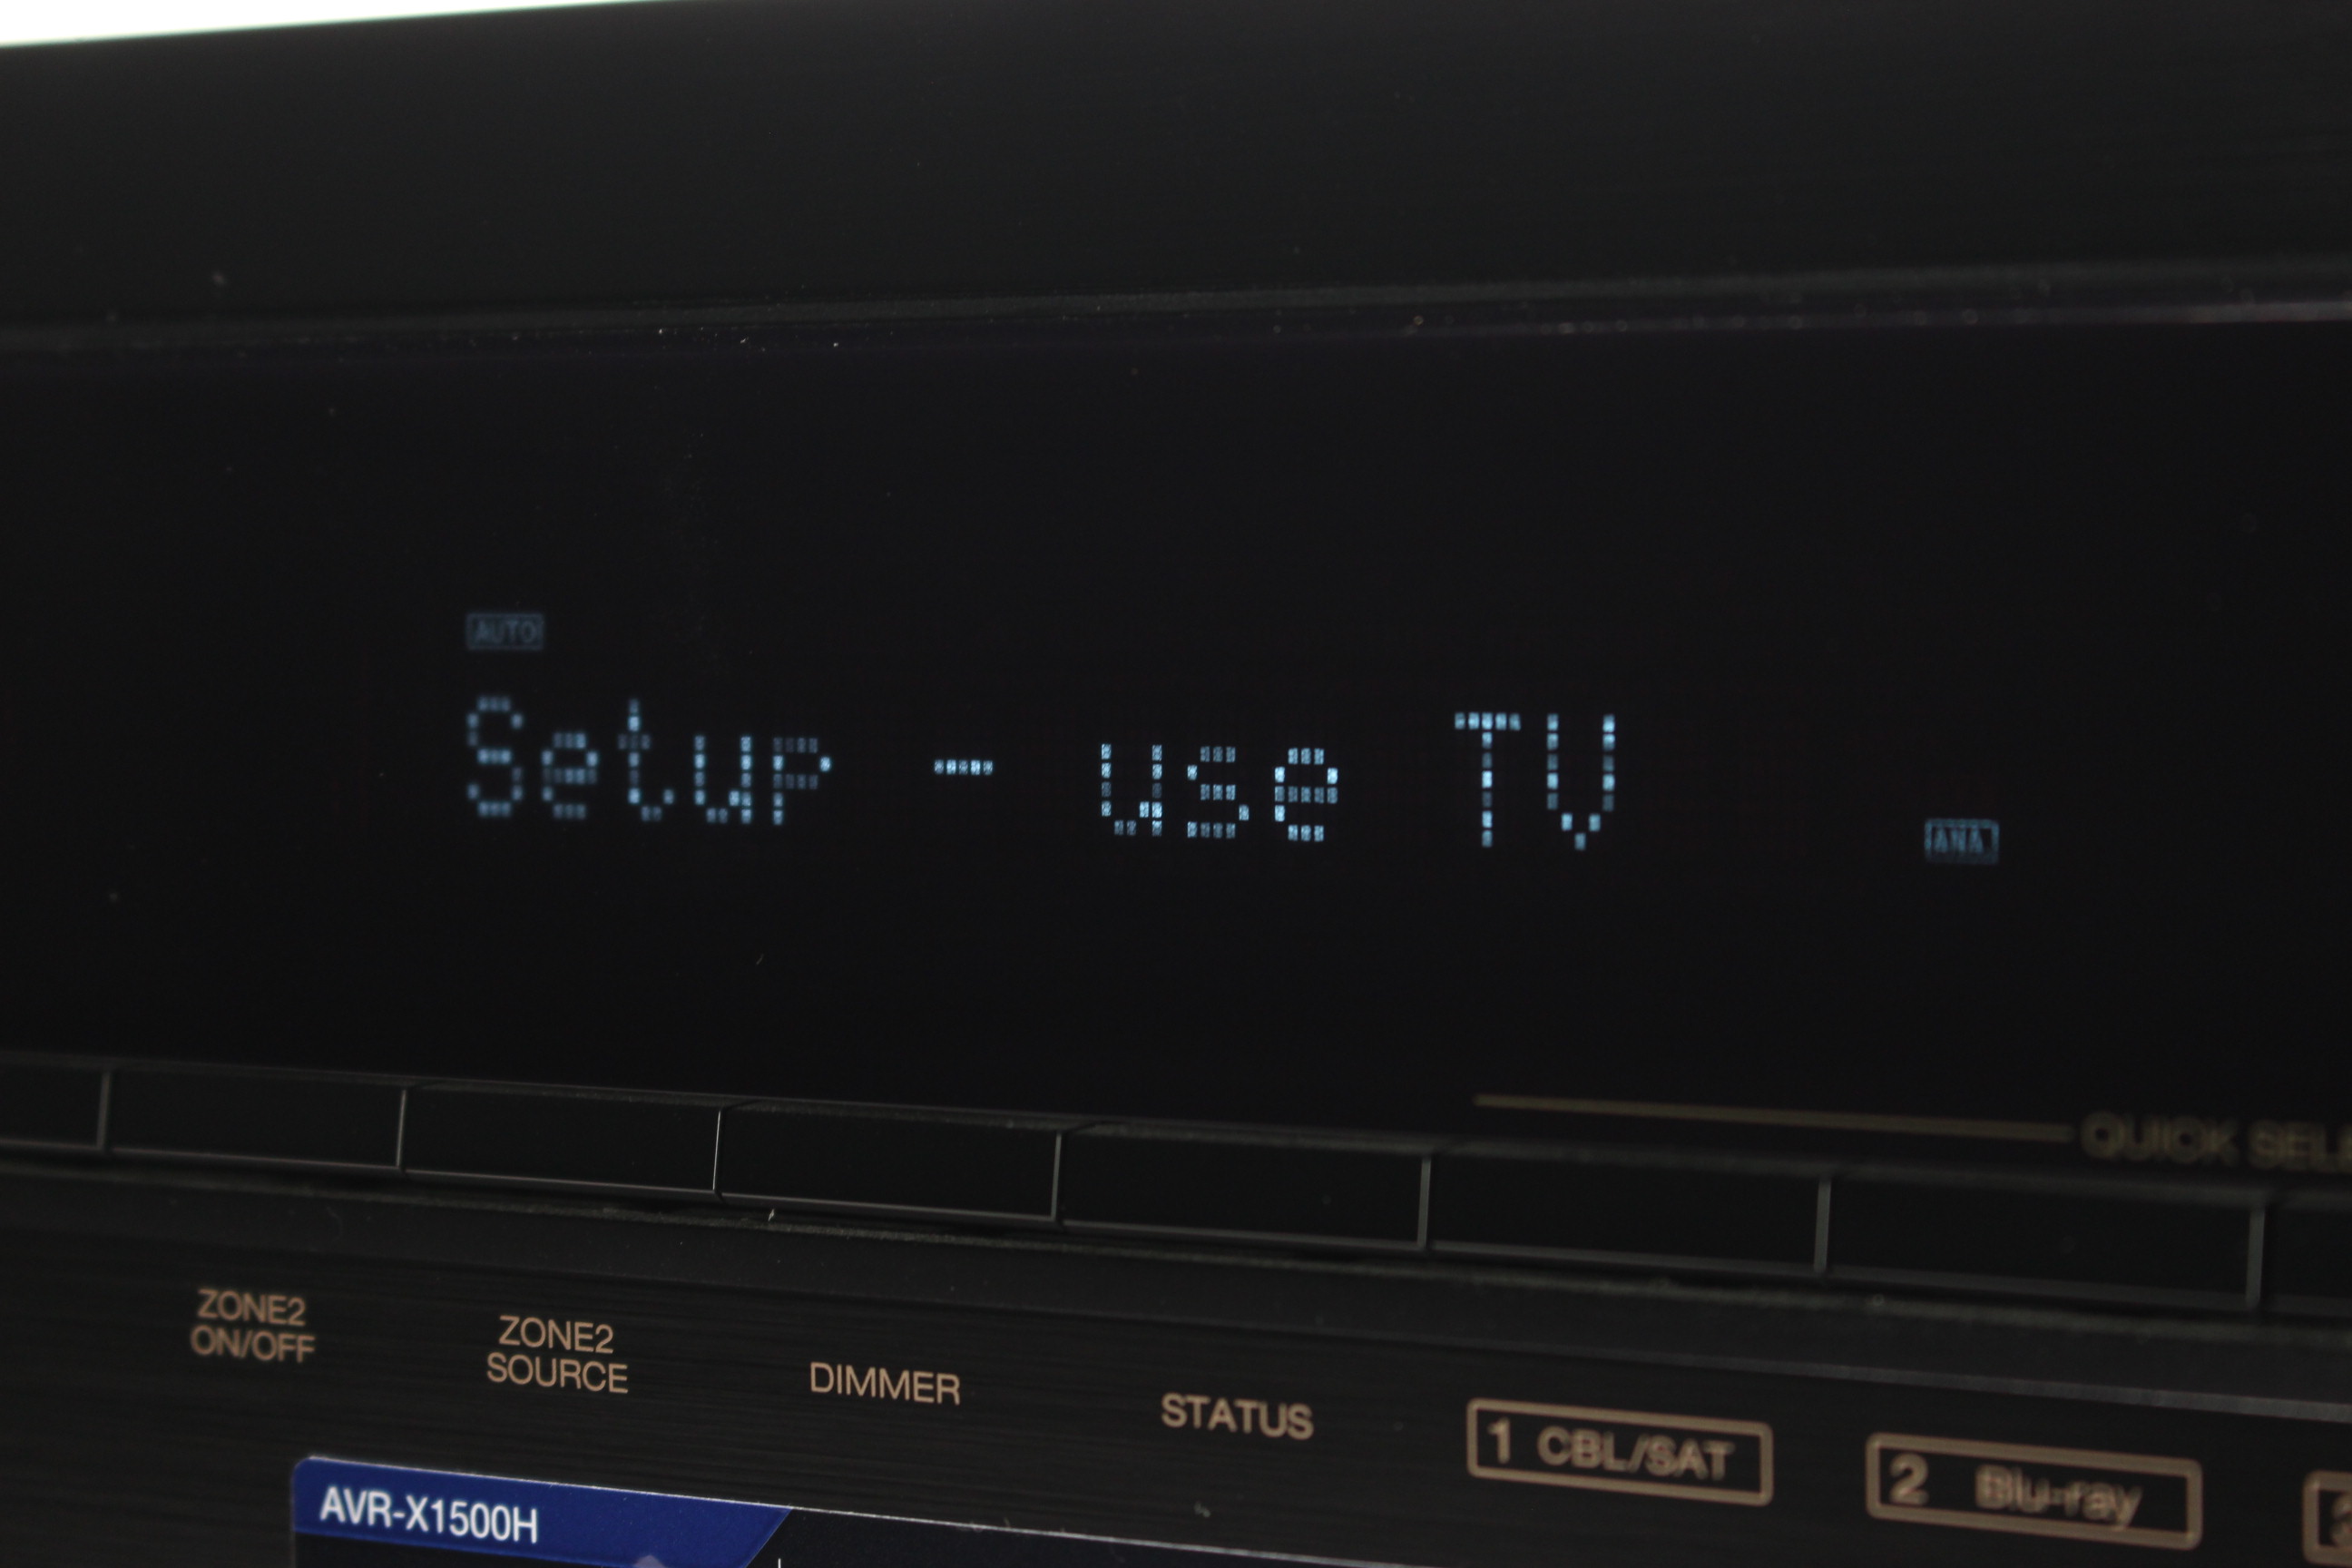 AUTO
Setup - use TV
ANA
QUICK
ZONE2
ON/OFF
ZONE2
SOURCE
DIMMER
STATUS
1 CBL/SAT
2 Blu-ray
AVR-X1500H